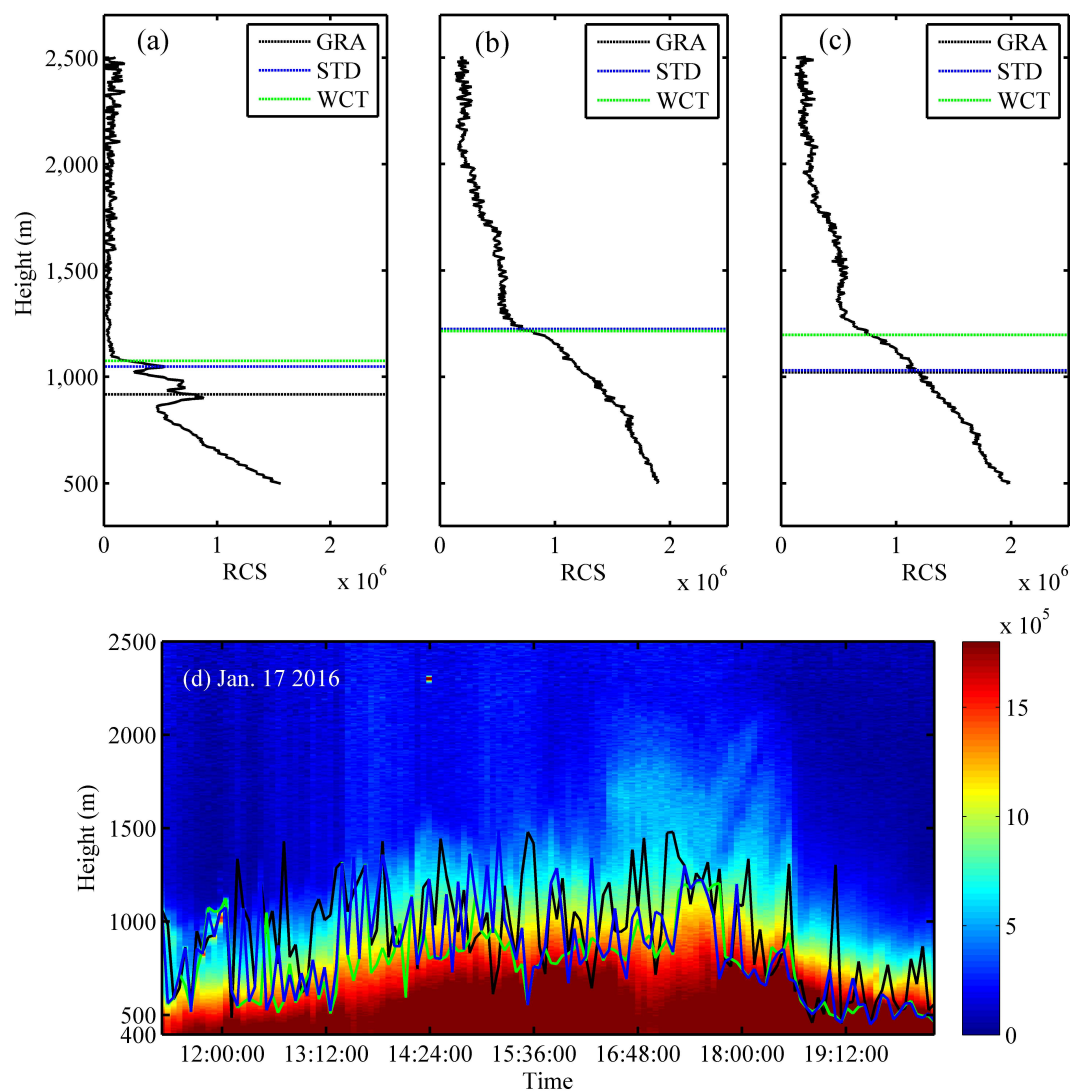 (a)
GRA
STD
WCT
(b)
GRA
STD
WCT
(c)
GRA
STD
WCT
2,500
2,000
1,500
1,000
500
Height (m)
0 1 2
0 1 2
0 1 2
RCS
x 10^6
RCS
x 10^6
RCS
x 10^6
x 10^5
(d) Jan. 17 2016
2500
2000
1500
1000
500
400
Height (m)
15
10
5
0
12:00:00 13:12:00 14:24:00 15:36:00 16:48:00 18:00:00 19:12:00
Time